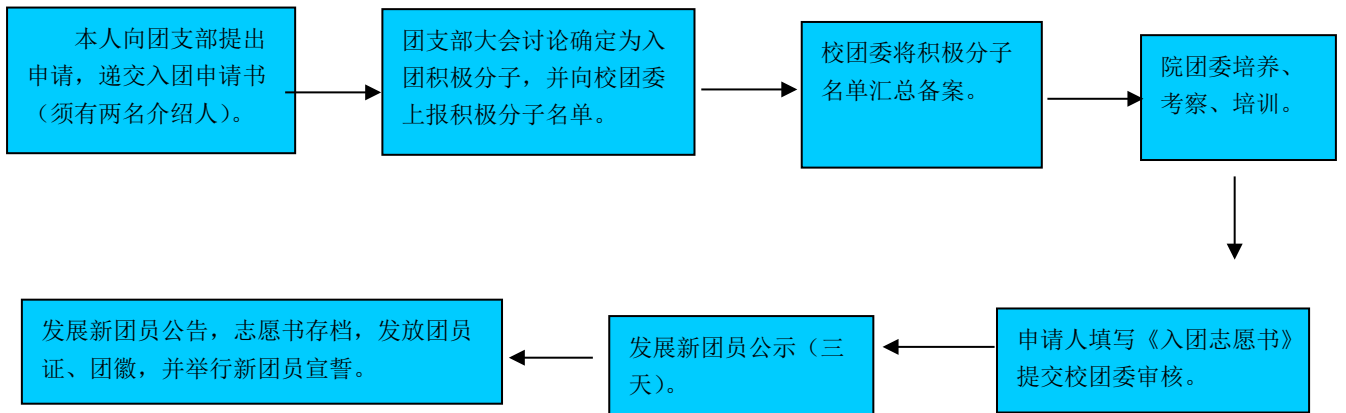 本人向团支部提出
申请，递交入团申请书
（须有两名介绍人）。
团支部大会讨论确定为入
团积极分子，并向校团委
上报积极分子名单。
校团委将积极分子
名单汇总备案。
院团委培养、
考察、培训。
申请人填写《入团志愿书》
提交校团委审核。
发展新团员公示（三
天）。
发展新团员公告，志愿书存档，发放团员
证、团徽，并举行新团员宣誓。